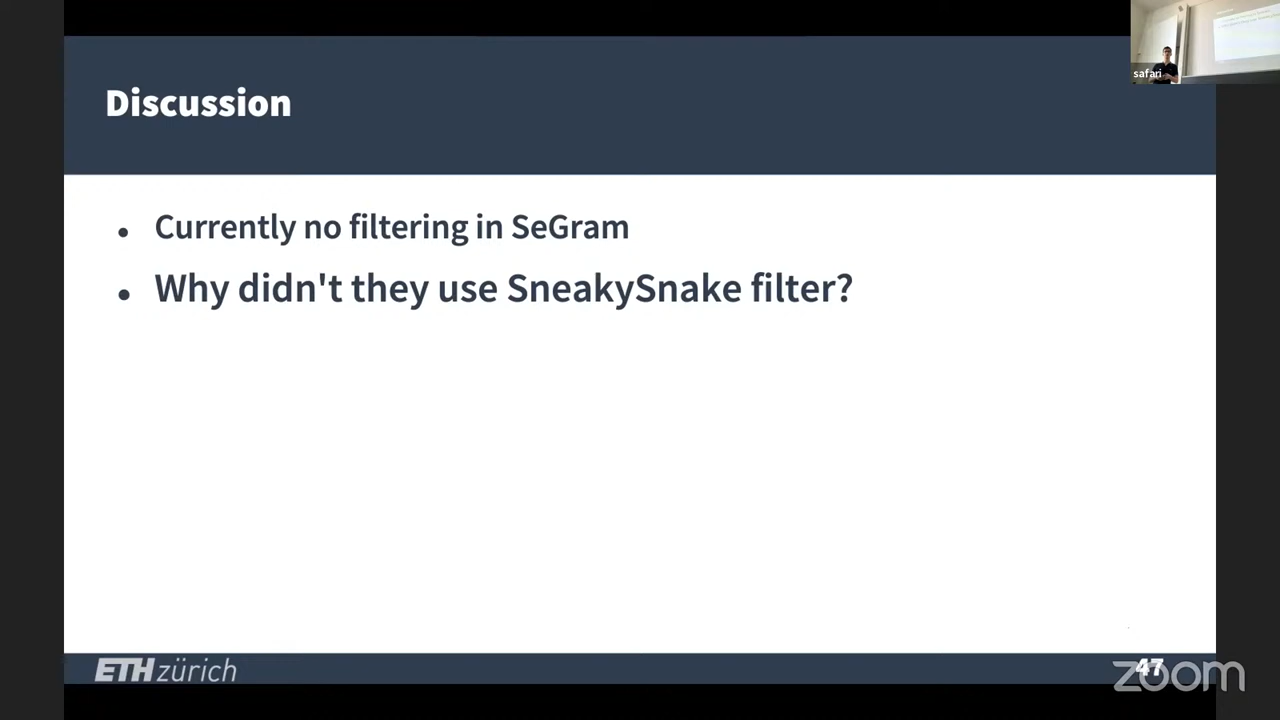 safari
Discussion
Currently no filtering in SeGram
Why didn't they use SneakySnake filter?
ETH zürich
47
zoom